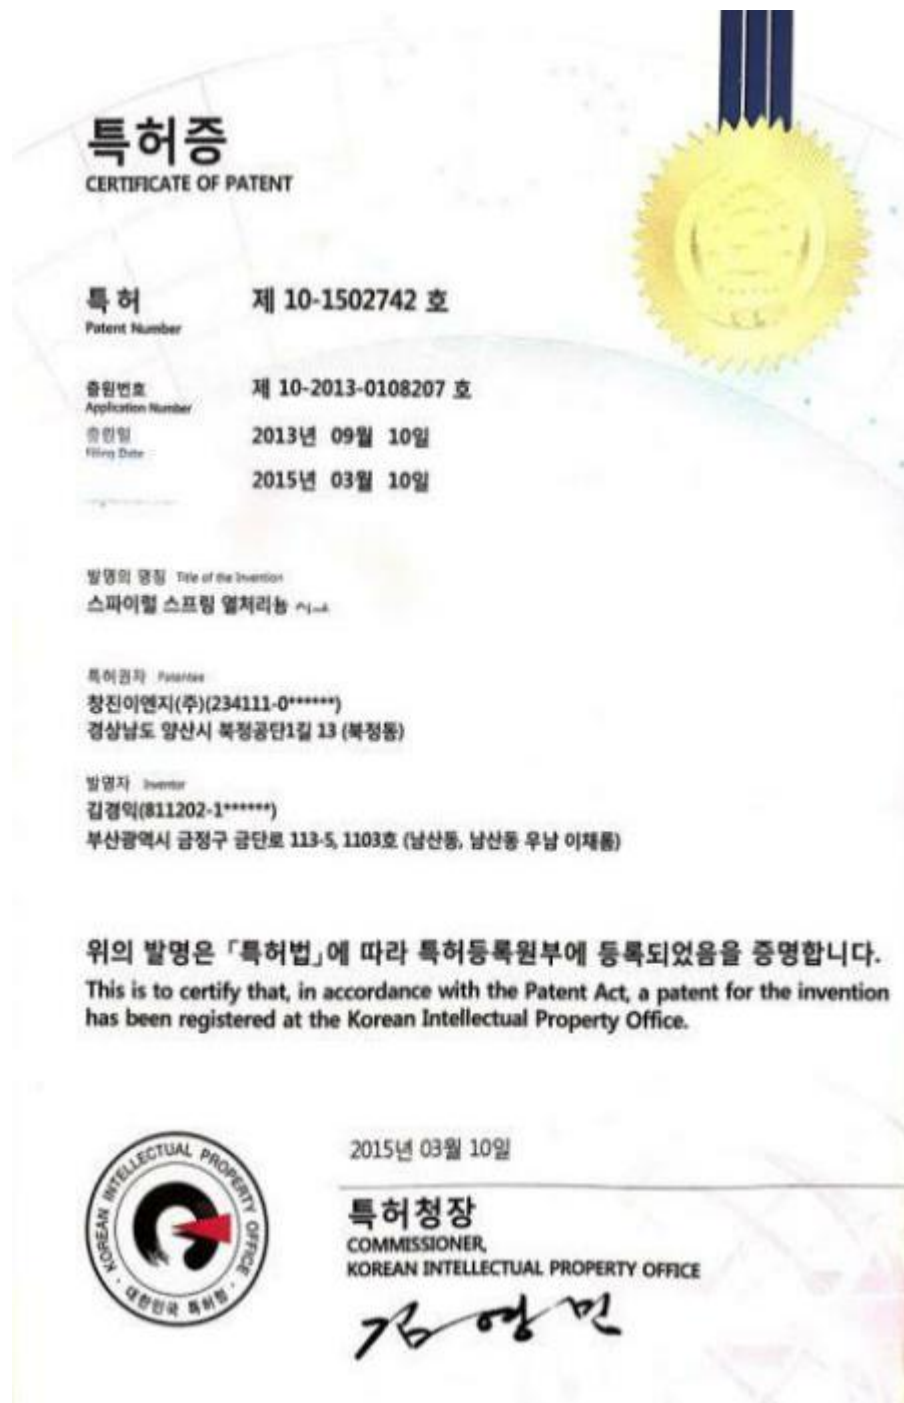 특허증
CERTIFICATE OF PATENT
특 허 제 10-1502742 호
Patent Number
출원번호 제 10-2013-0108207 호
Application Number
출원일 2013년 09월 10일
Filing Date
2015년 03월 10일
발명의 명칭 Title of the Invention
스파이럴 스프링 열처리용
특허권자 Patentee
창진이엔지(주)(234111-0******)
경상남도 양산시 북정공단1길 13 (북정동)
발명자 Inventor
김경익(811202-1******)
부산광역시 금정구 금단로 113-5, 1103호 (남산동, 남산동 우남 이채롬)
위의 발명은 「특허법」에 따라 특허등록원부에 등록되었음을 증명합니다.
This is to certify that, in accordance with the Patent Act, a patent for the invention
has been registered at the Korean Intellectual Property Office.
2015년 03월 10일
특허청장
COMMISSIONER,
KOREAN INTELLECTUAL PROPERTY OFFICE
김영민
KOREAN INTELLECTUAL PROPERTY OFFICE
대한민국 특허청